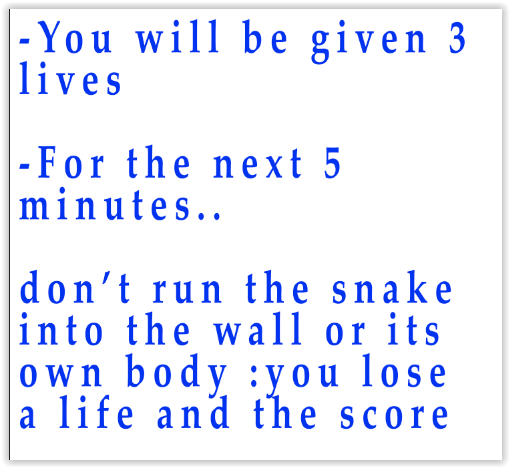 -You will be given 3
lives
-For the next 5
minutes..
don't run the snake
into the wall or its
own body :you lose
a life and the score